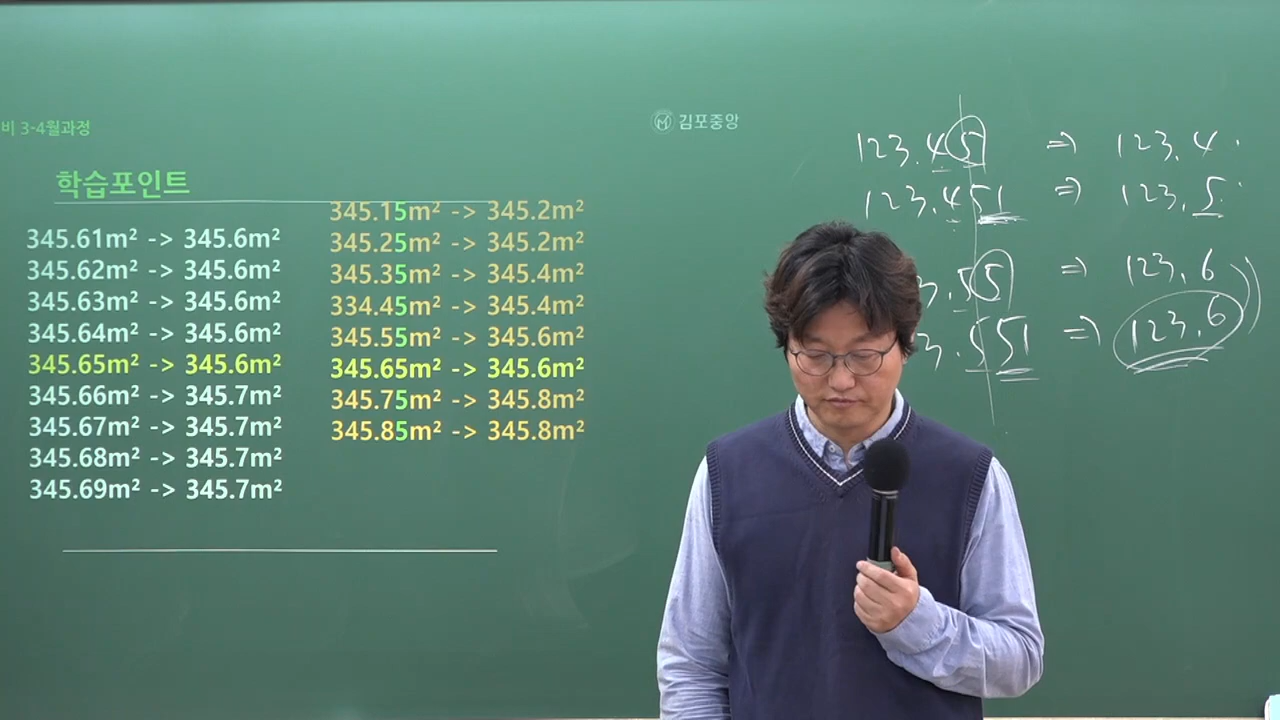 비 3-4월과정
김포중앙
학습포인트
345.61m² -> 345.6m²
345.62m² -> 345.6m²
345.63m² -> 345.6m²
345.64m² -> 345.6m²
345.65m² -> 345.6m²
345.66m² -> 345.7m²
345.67m² -> 345.7m²
345.68m² -> 345.7m²
345.69m² -> 345.7m²
345.15m² -> 345.2m²
345.25m² -> 345.2m²
345.35m² -> 345.4m²
334.45m² -> 345.4m²
345.55m² -> 345.6m²
345.65m² -> 345.6m²
345.75m² -> 345.8m²
345.85m² -> 345.8m²
123.45 ⇒ 123.4.
123.451 ⇒ 123.5.
3.55 ⇒ 123.6
3.551 ⇒ 123.6